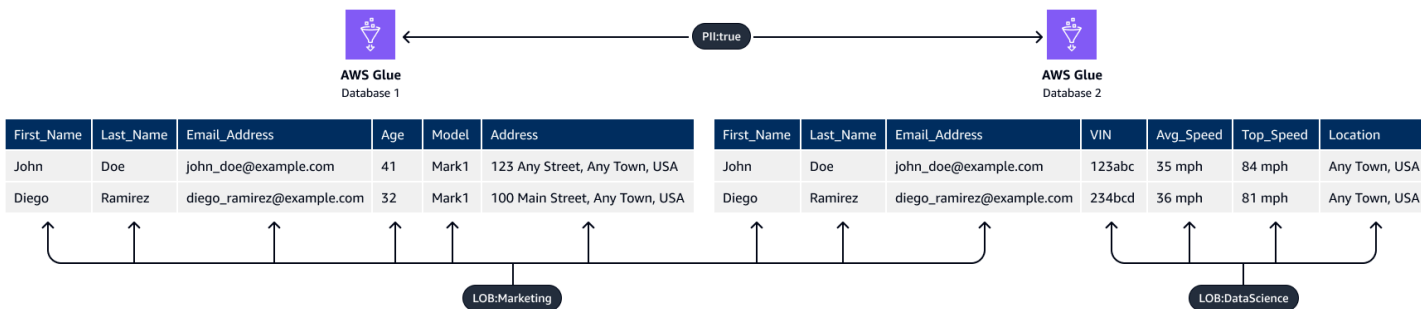 PII:true
AWS Glue
Database 1
AWS Glue
Database 2
First_Name Last_Name Email_Address Age Model Address
John Doe john_doe@example.com 41 Mark1 123 Any Street, Any Town, USA
Diego Ramirez diego_ramirez@example.com 32 Mark1 100 Main Street, Any Town, USA
First_Name Last_Name Email_Address VIN Avg_Speed Top_Speed Location
John Doe john_doe@example.com 123abc 35 mph 84 mph Any Town, USA
Diego Ramirez diego_ramirez@example.com 234bcd 36 mph 81 mph Any Town, USA
LOB:Marketing
LOB:DataScience